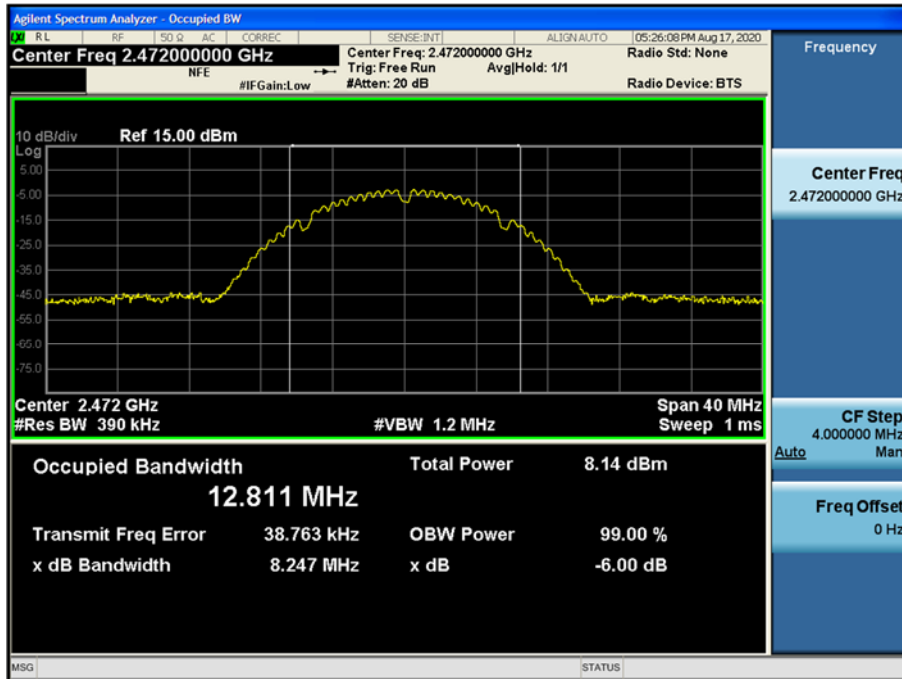 Agilent Spectrum Analyzer - Occupied BW
LXI RL RF 50 Ω AC CORREC SENSE:INT ALIGN AUTO 05:26:08 PM Aug 17, 2020
Center Freq 2.472000000 GHz Center Freq: 2.472000000 GHz Radio Std: None
NFE Trig: Free Run Avg|Hold: 1/1
#IFGain:Low #Atten: 20 dB Radio Device: BTS
10 dB/div Ref 15.00 dBm
Log
5.00
-5.00
-15.0
-25.0
-35.0
-45.0
-55.0
-65.0
-75.0
Center 2.472 GHz Span 40 MHz
#Res BW 390 kHz #VBW 1.2 MHz Sweep 1 ms
Occupied Bandwidth Total Power 8.14 dBm
12.811 MHz
Transmit Freq Error 38.763 kHz OBW Power 99.00 %
x dB Bandwidth 8.247 MHz x dB -6.00 dB
MSG STATUS
Frequency
Center Freq
2.472000000 GHz
CF Step
4.000000 MHz
Auto Man
Freq Offset
0 Hz